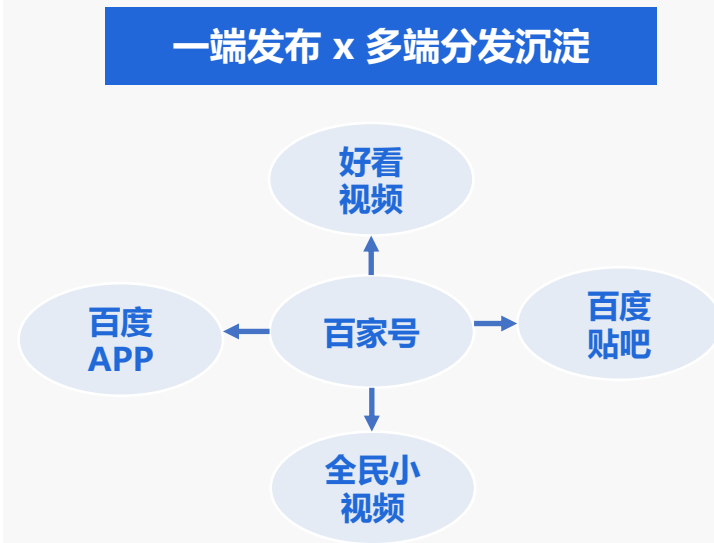 一端发布 x 多端分发沉淀
好看
视频
百度
APP
百家号
百度
贴吧
全民小
视频